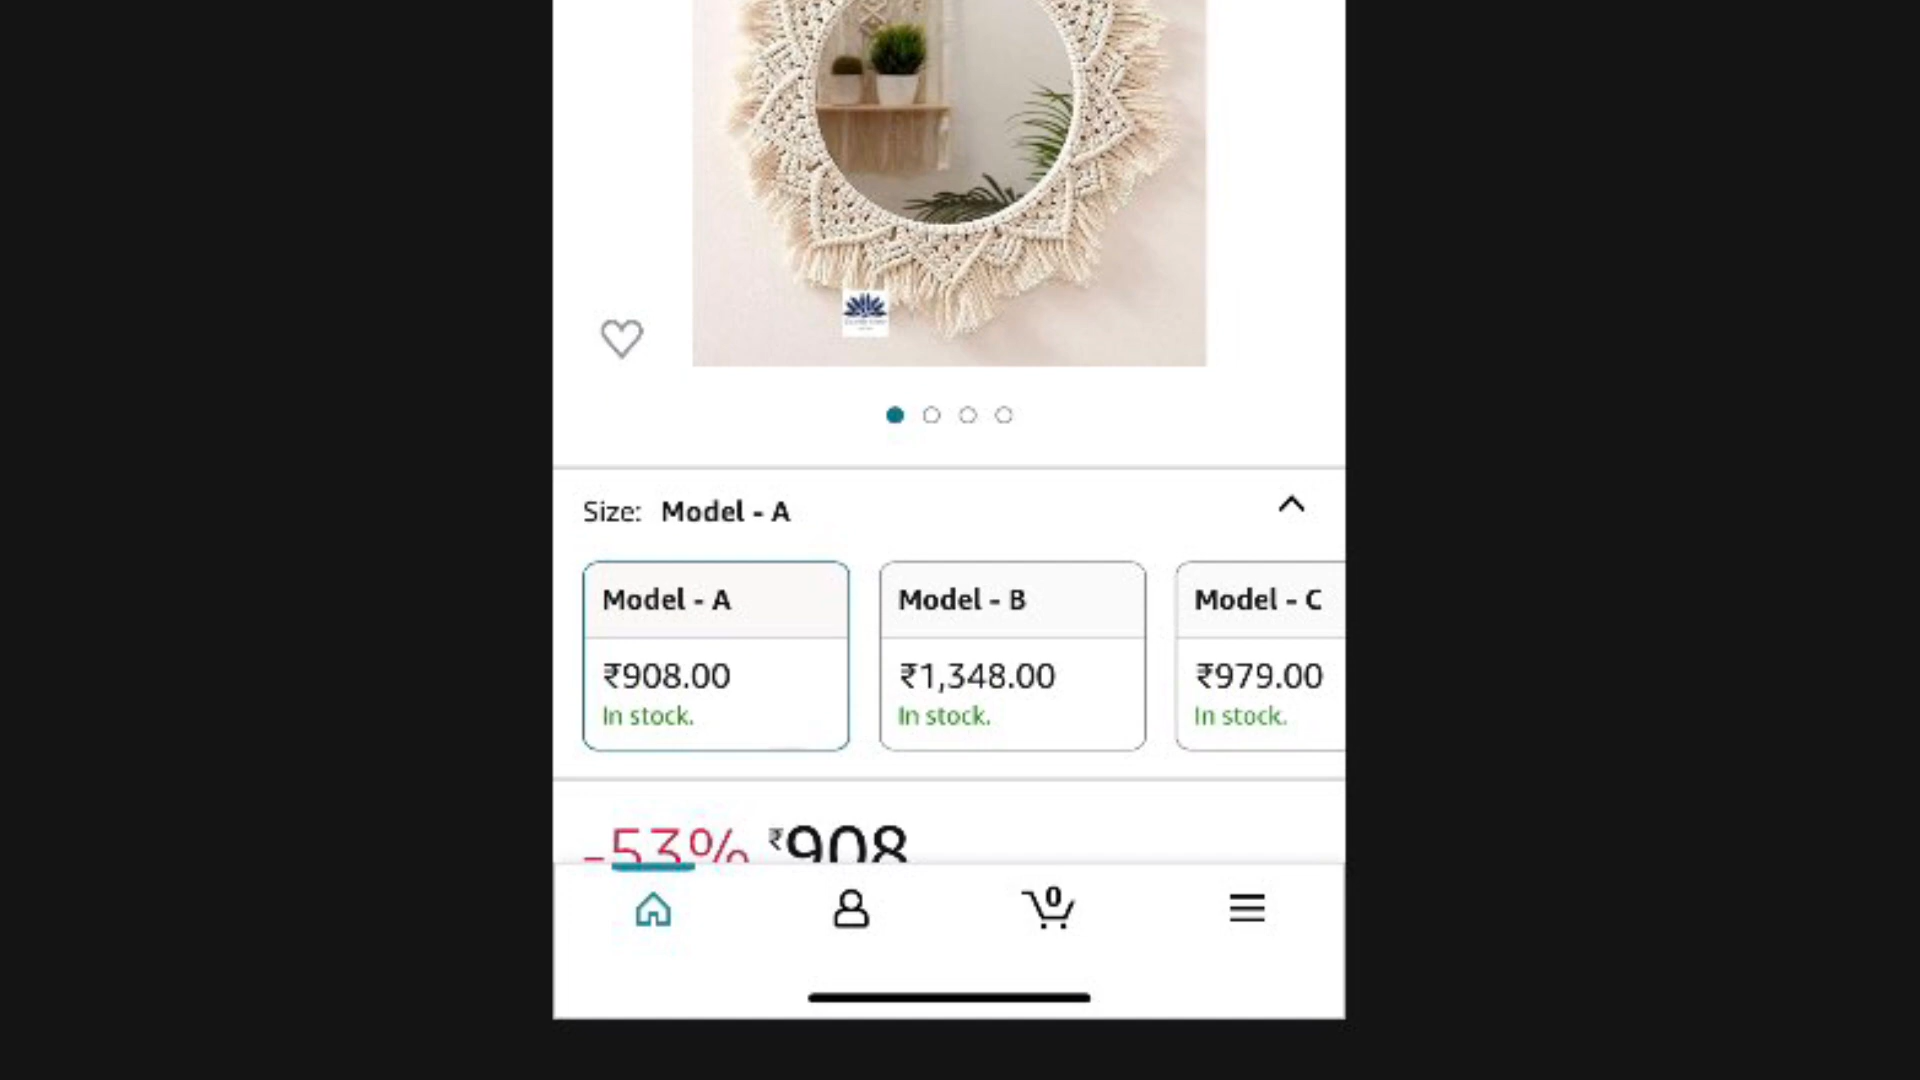 Size: Model - A
Model - A
₹908.00
In stock.
Model - B
₹1,348.00
In stock.
Model - C
₹979.00
In stock.
-53% ₹908
0